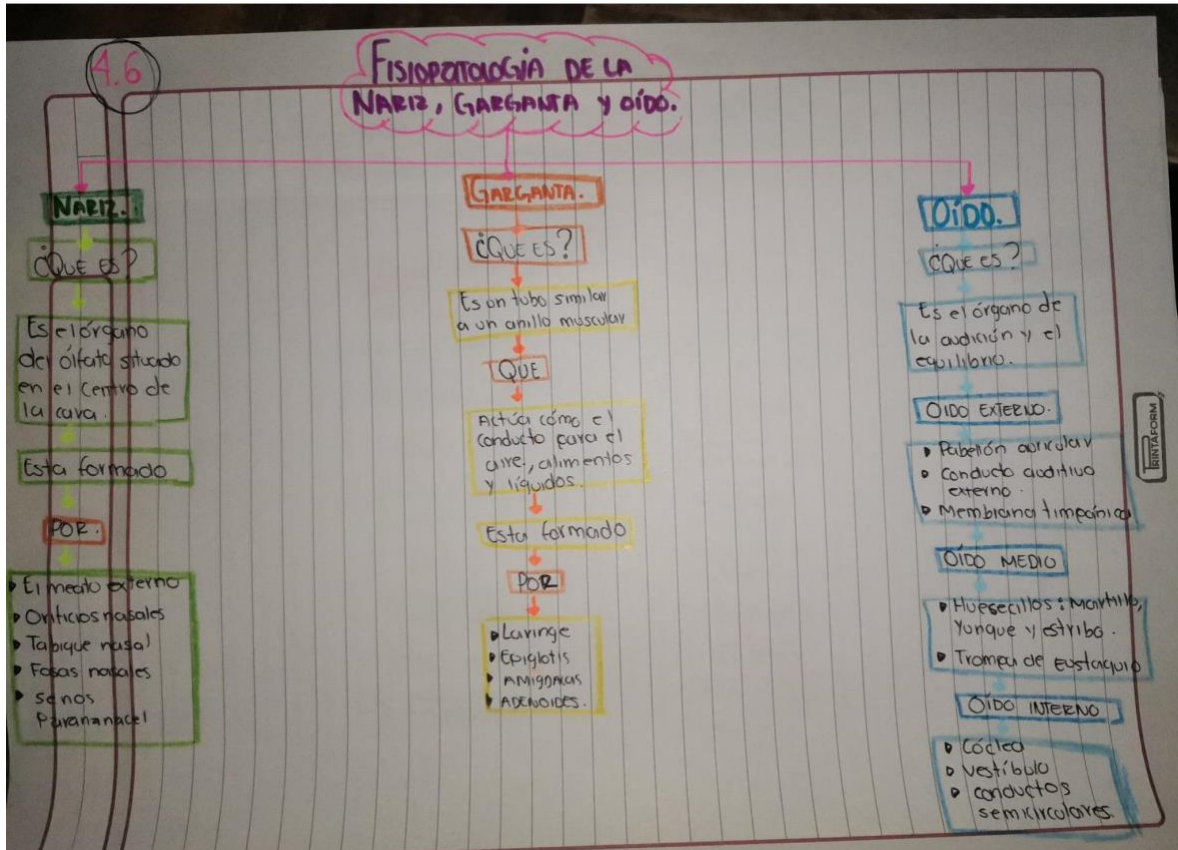 4.6
FISIOPATOLOGIA DE LA
NARIZ, GARGANTA Y OÍDO.
NARIZ.
¿QUE ES?
Es el órgano
del olfato situado
en el centro de
la cara.
Esta formado
POR.
El meato externo
Orificios nasales
Tabique nasal
Fosas nasales
senos
Parananacel
GARGANTA.
¿QUE ES?
Es un tubo similar
a un anillo muscular
QUE
Actúa cómo el
conducto para el
aire, alimentos
y líquidos.
Esta formado
POR
Laringe
Epiglotis
AMIGDALAS
ADENOIDES.
OÍDO.
¿QUE ES?
Es el órgano de
la audición y el
equilibrio.
OIDO EXTERNO.
Pabellón auricular
Conducto auditivo
externo.
Membrana timpánica
OÍDO MEDIO
Huesecillos: Martillo,
Yunque y estribo.
Trompa de eustaquio
OÍDO INTERNO
Cóclea
Vestíbulo
conductos
semicirculares.
PRINTAFORM